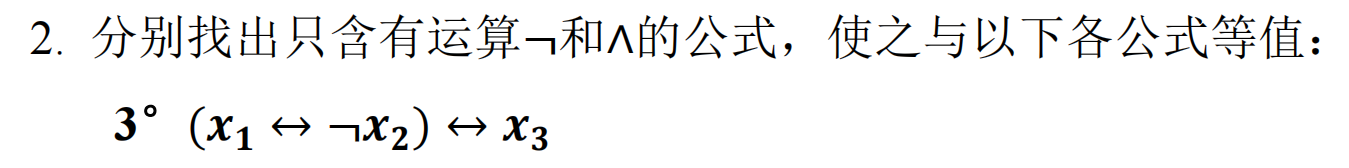 2. 分别找出只含有运算¬和∧的公式，使之与以下各公式等值：
3° (x₁ ↔ ¬x₂) ↔ x₃